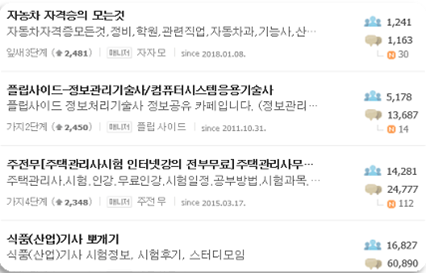 자동차 자격증의 모든것
1,241
자동차자격증모든것,정비,학원,관련직업,자동차과,기능사,산…
1,163
잎새3단계 (2,481) 매니저 자자모 since 2018.01.08.
N 30
플립사이드-정보관리기술사/컴퓨터시스템응용기술사
5,178
플립사이드 정보처리기술사 정보공유 카페입니다. (정보관리…
13,687
가지2단계 (2,450) 매니저 플립 사이드 since 2011.10.31.
N 14
주전무[주택관리사시험 인터넷강의 전부무료]주택관리사무…
14,281
주택관리사,시험,인강,무료인강,시험일정,공부방법,시험과목,…
24,777
가지4단계 (2,348) 매니저 주전무 since 2015.03.17.
N 112
식품(산업)기사 뽀개기
16,827
식품(산업)기사 시험정보, 시험후기, 스터디모임
60,890